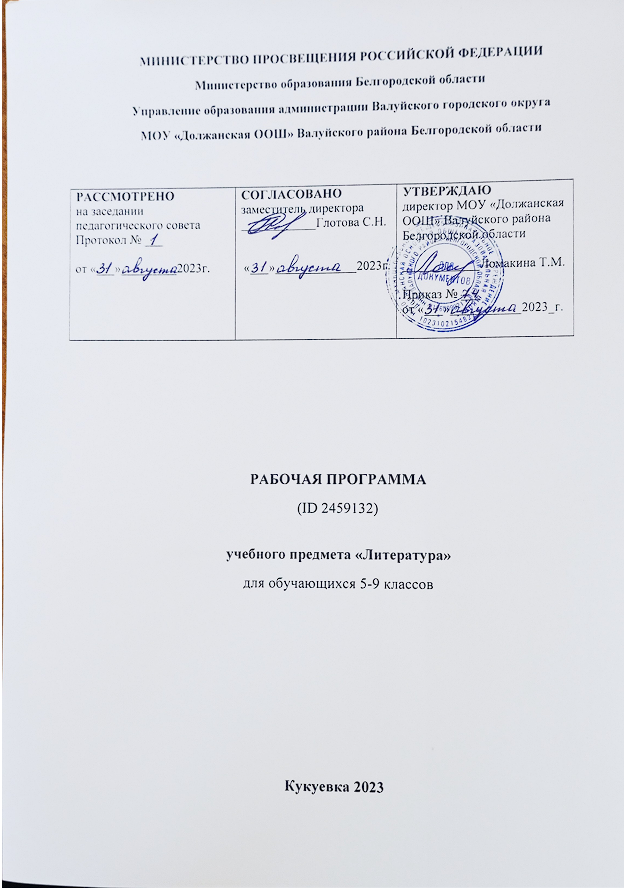 МИНИСТЕРСТВО ПРОСВЕЩЕНИЯ РОССИЙСКОЙ ФЕДЕРАЦИИ
Министерство образования Белгородской области
Управление образования администрации Валуйского городского округа
МОУ «Должанская ООШ» Валуйского района Белгородской области
РАССМОТРЕНО
на заседании
педагогического совета
Протокол № 1
от «31» августа 2023г.
СОГЛАСОВАНО
заместитель директора
Глотова С.Н.
«31» августа 2023г.
УТВЕРЖДАЮ
директор МОУ «Должанская
ООШ» Валуйского района
Белгородской области
Ломакина Т.М.
Приказ №
от «31» августа 2023_г.
ДЛЯ
ДОКУМЕНТОВ
РАБОЧАЯ ПРОГРАММА
(ID 2459132)
учебного предмета «Литература»
для обучающихся 5-9 классов
Кукуевка 2023